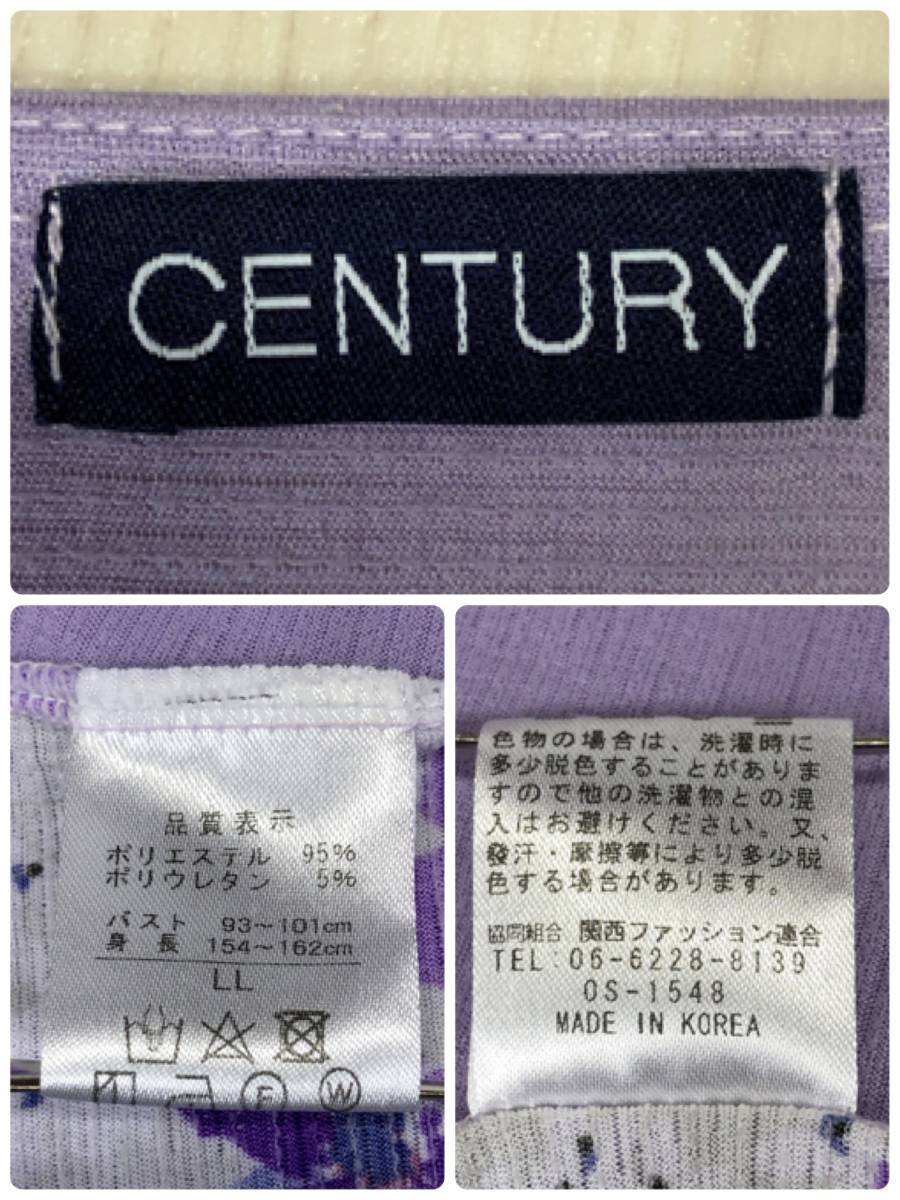 CENTURY
品質表示
ポリエステル 95%
ポリウレタン 5%
バスト 93～101cm
身長 154～162cm
LL
F
W
色物の場合は、洗濯時に
多少脱色することがありま
すので他の洗濯物との混
入はお避けください。又、
発汗・摩擦等により多少脱
色する場合があります。
協同組合 関西ファッション連合
TEL:06-6228-8139
OS-1548
MADE IN KOREA